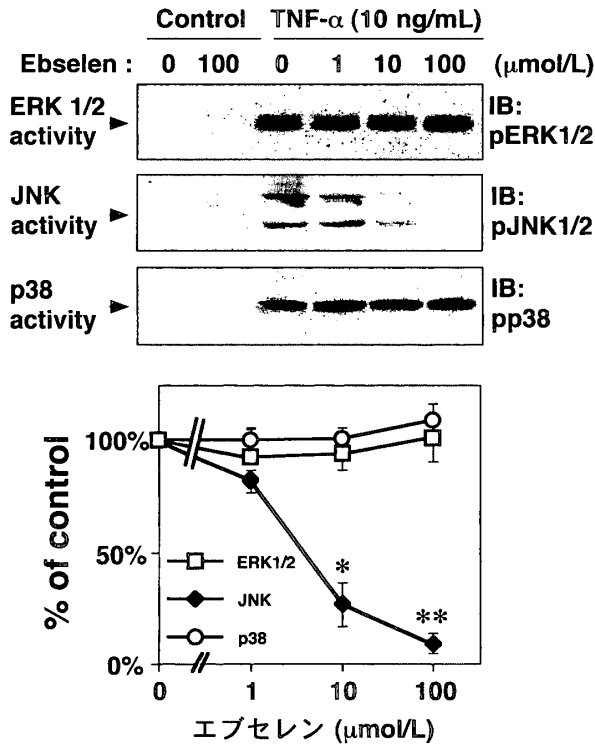 Control TNF-α (10 ng/mL)
Ebselen : 0 100 0 1 10 100 (μmol/L)
ERK 1/2 activity IB: pERK1/2
JNK activity IB: pJNK1/2
p38 activity IB: pp38
% of control
100%
50%
0%
ERK1/2
JNK
p38
*
**
0 1 10 100
エブセレン (μmol/L)